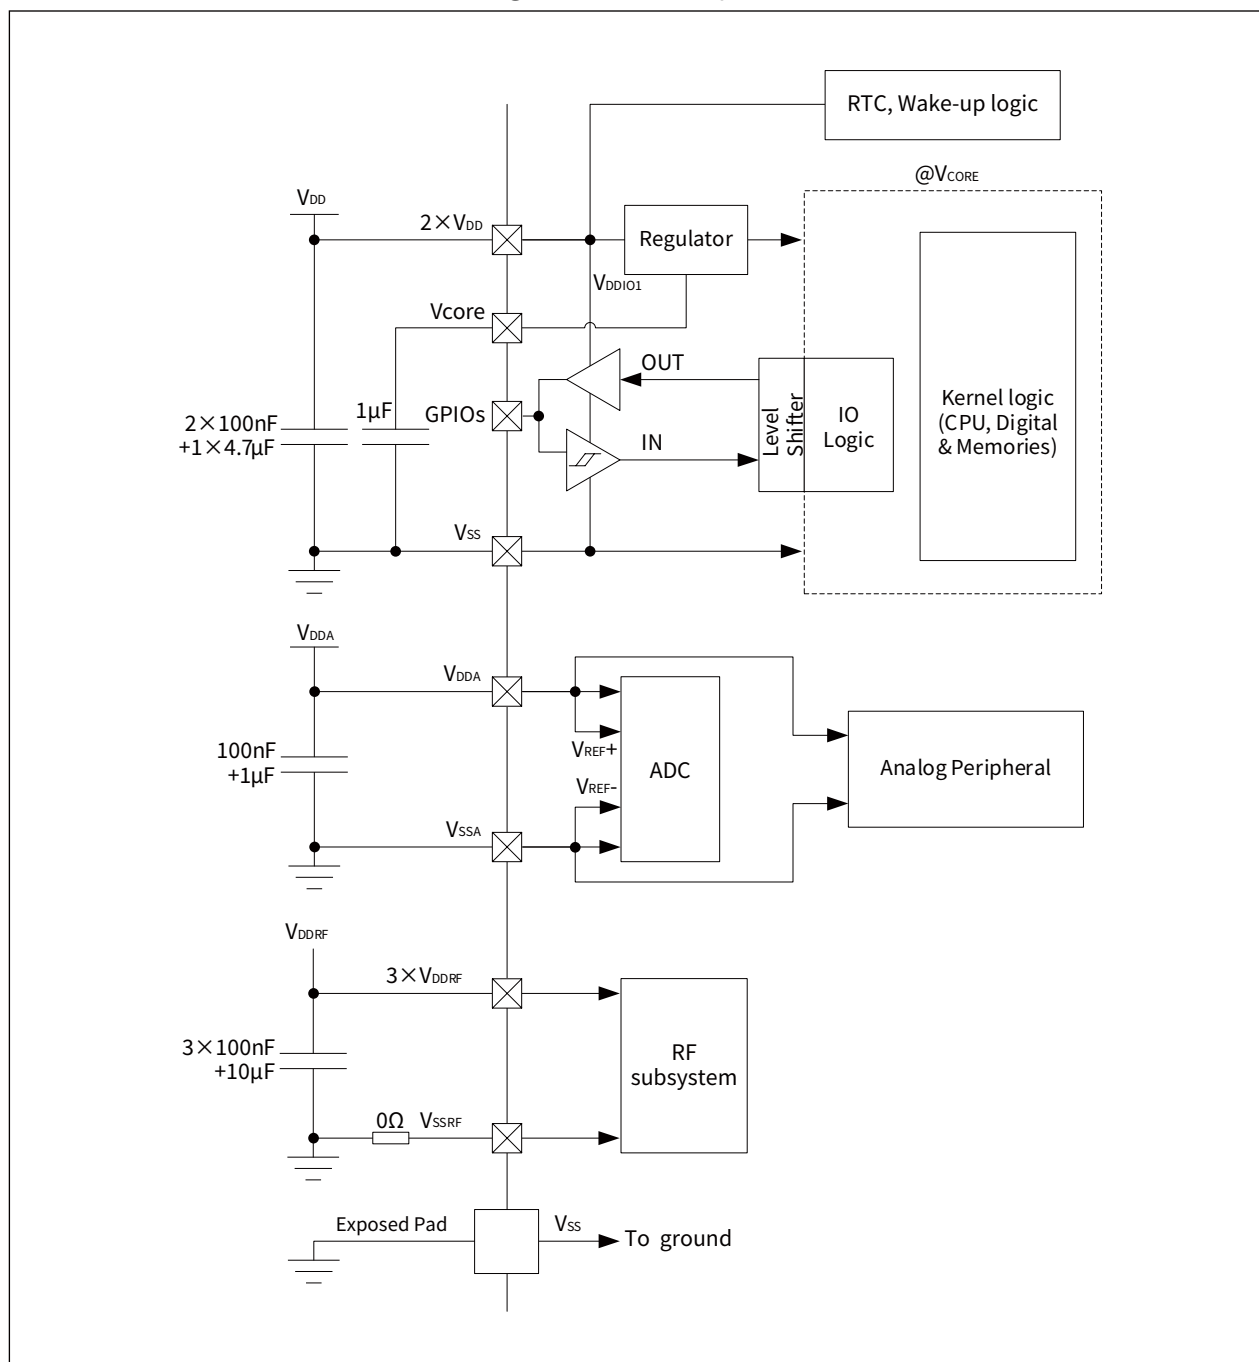 RTC, Wake-up logic
@VCORE
VDD
2×VDD
Regulator
VDDIO1
Vcore
OUT
1μF
GPIOs
2×100nF
+1×4.7μF
IN
Level
Shifter
IO
Logic
Kernel logic
(CPU, Digital
& Memories)
VSS
VDDA
VDDA
VREF+
100nF
+1μF
ADC
Analog Peripheral
VREF-
VSSA
VDDRF
3×VDDRF
3×100nF
+10μF
RF
subsystem
0Ω
VSSRF
Exposed Pad
VSS
To ground